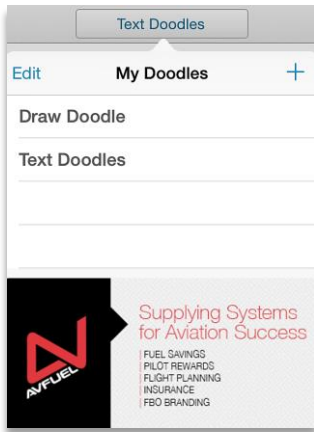 Text Doodles
Edit My Doodles +
Draw Doodle
Text Doodles
AVFUEL
Supplying Systems
for Aviation Success
FUEL SAVINGS
PILOT REWARDS
FLIGHT PLANNING
INSURANCE
FBO BRANDING